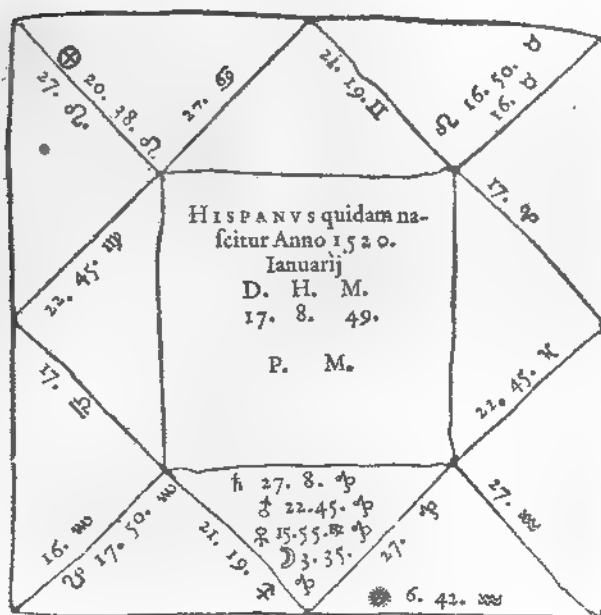 ⊗ 20. 38. ♌
27. ♌.
27. ♋
21. 19. ♊
☊ 16. 50. ♉
16. ♉
17.
22. 45. ♍
HISPANVS quidam na-
ſcitur Anno 1520.
Ianuarij
D. H. M.
17. 8. 49.
P. M.
22. 45. ♓
17. ♎
♄ 27. 8. ♑
♂ 22.45. ♑
♀ 15.55. ♑
☽ 3. 35.
♑
16. ♏
☋ 17. 50. ♏
21. 19. ♐
27. ♑
27. ♒
☉ 6. 42. ♒